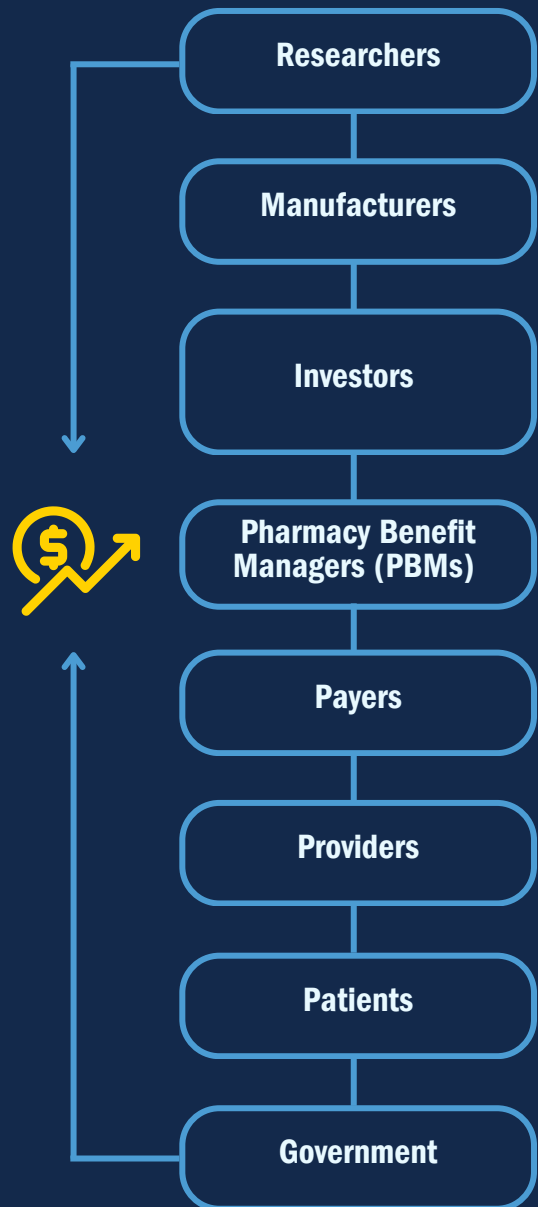 Researchers
Manufacturers
Investors
$
Pharmacy Benefit
Managers (PBMs)
Payers
Providers
Patients
Government